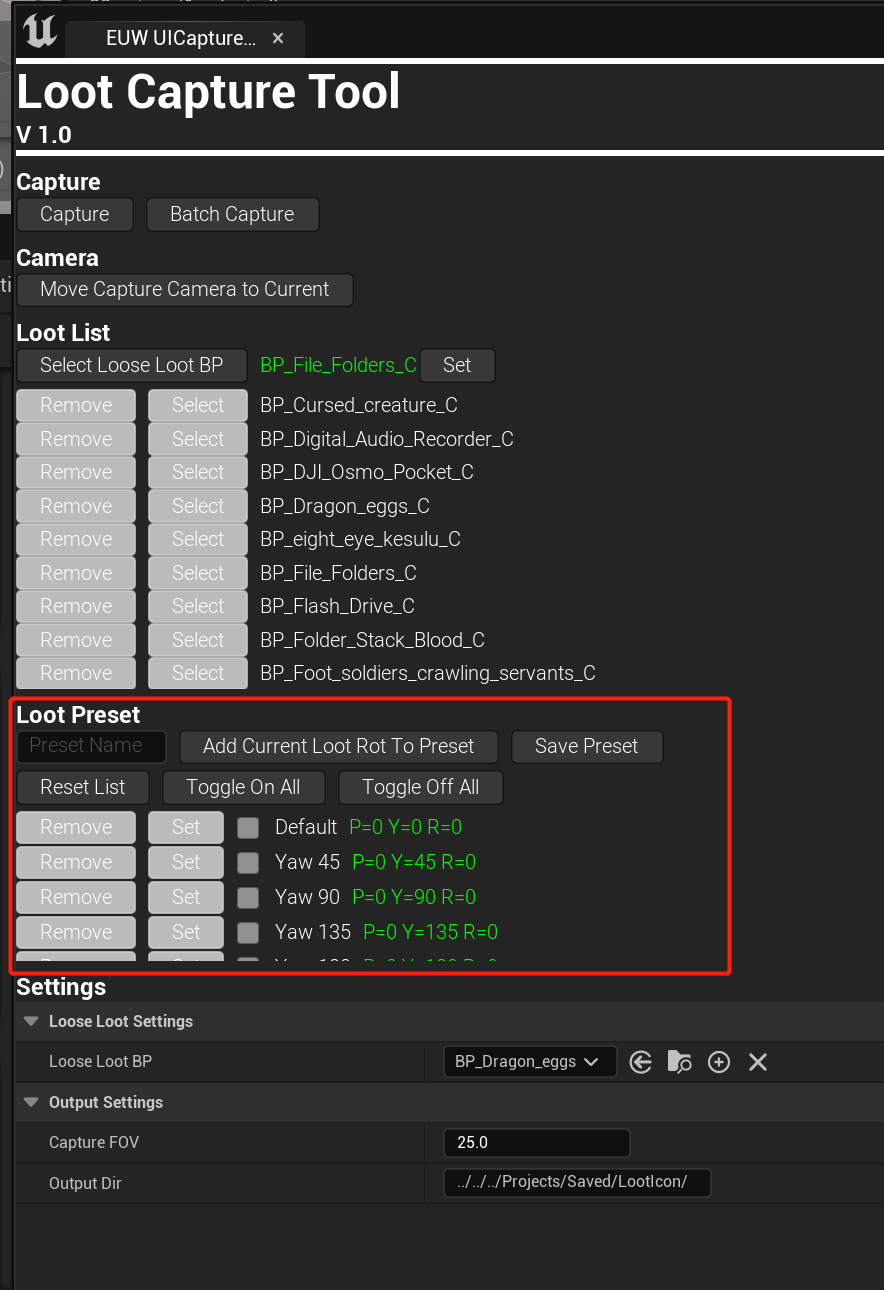 EUW UICapture...
Loot Capture Tool
V 1.0
Capture
Capture Batch Capture
Camera
Move Capture Camera to Current
Loot List
Select Loose Loot BP BP_File_Folders_C Set
Remove Select BP_Cursed_creature_C
Remove Select BP_Digital_Audio_Recorder_C
Remove Select BP_DJI_Osmo_Pocket_C
Remove Select BP_Dragon_eggs_C
Remove Select BP_eight_eye_kesulu_C
Remove Select BP_File_Folders_C
Remove Select BP_Flash_Drive_C
Remove Select BP_Folder_Stack_Blood_C
Remove Select BP_Foot_soldiers_crawling_servants_C
Loot Preset
Preset Name Add Current Loot Rot To Preset Save Preset
Reset List Toggle On All Toggle Off All
Remove Set Default P=0 Y=0 R=0
Remove Set Yaw 45 P=0 Y=45 R=0
Remove Set Yaw 90 P=0 Y=90 R=0
Remove Set Yaw 135 P=0 Y=135 R=0
Settings
Loose Loot Settings
Loose Loot BP BP_Dragon_eggs
Output Settings
Capture FOV 25.0
Output Dir ../../../Projects/Saved/LootIcon/